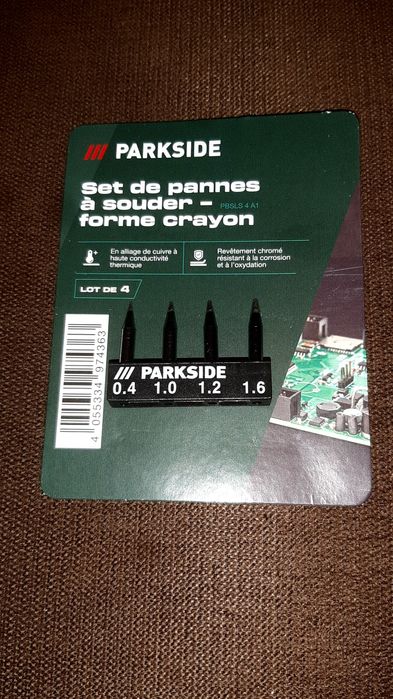 PARKSIDE
Set de pannes
à souder –
PBSLS 4 A1
forme crayon
En alliage de cuivre à
haute conductivité
thermique
Revêtement chromé
résistant à la corrosion
et à l'oxydation
LOT DE 4
PARKSIDE
0.4 1.0 1.2 1.6
4 055334 974363